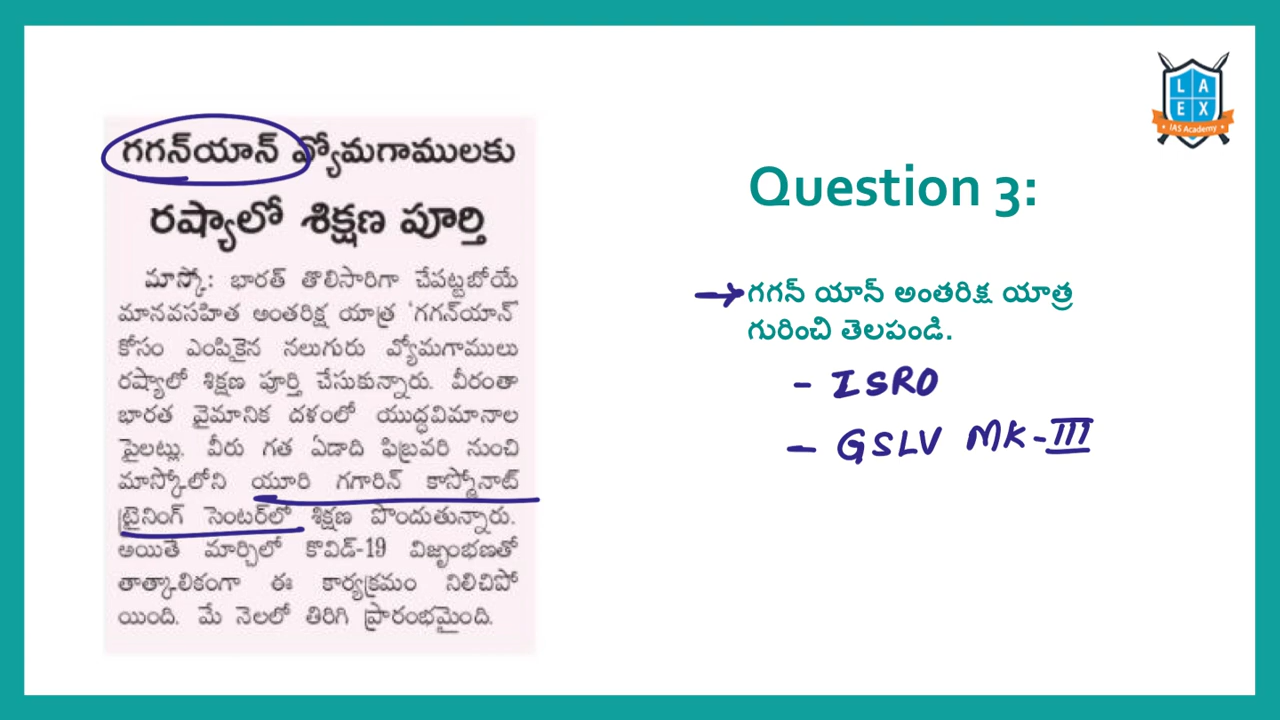 గగన్‌యాన్ వ్యోమగాములకు
రష్యాలో శిక్షణ పూర్తి
మాస్కో: భారత్ తొలిసారిగా చేపట్టబోయే
మానవసహిత అంతరిక్ష యాత్ర ‘గగన్‌యాన్’
కోసం ఎంపికైన నలుగురు వ్యోమగాములు
రష్యాలో శిక్షణ పూర్తి చేసుకున్నారు. వీరంతా
భారత వైమానిక దళంలో యుద్ధవిమానాల
పైలట్లు. వీరు గత ఏడాది ఫిబ్రవరి నుంచి
మాస్కోలోని యూరి గగారిన్ కాస్మోనాట్
ట్రైనింగ్ సెంటర్‌లో శిక్షణ పొందుతున్నారు.
అయితే మార్చిలో కొవిడ్-19 విజృంభణతో
తాత్కాలికంగా ఈ కార్యక్రమం నిలిచిపో
యింది. మే నెలలో తిరిగి ప్రారంభమైంది.
L A
E X
IAS Academy
Question 3:
గగన్ యాన్ అంతరిక్ష యాత్ర
గురించి తెలపండి.
- ISRO
- GSLV MK-III